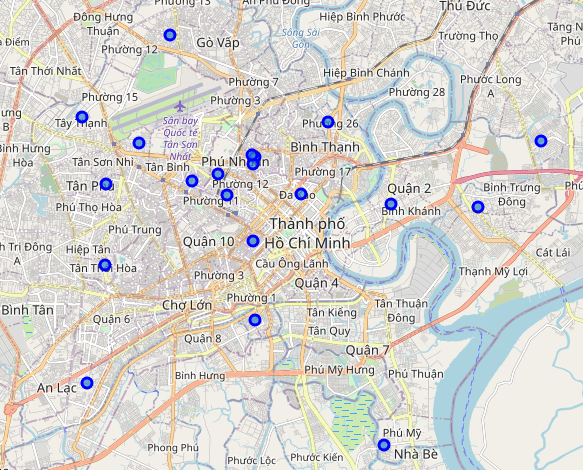 Phường 13
Thủ Đức
Đông Hưng
Thuận
An Phú Đông
Hiệp Bình Phước
Sông Sài
Gòn
Gò Vấp
Trường Thọ
Phường 12
Tân Thới Nhất
Phường 7
Hiệp Bình Chánh
Phước Long
A
Phường 15
Phường 3
Phường 28
Tây Thạnh
Sân bay
Quốc tế
Tân Sơn
Nhất
Phường 26
Bình Thạnh
Bình Hưng
Hòa
Tân Sơn Nhì
Tân Bình
Phú Nhuận
Phường 17
Phường 12
Tân Phú
Quận 2
Bình Trưng
Đông
Phú Thọ Hòa
Phường 11
Đa Kao
Bình Khánh
Phú Trung
Thành phố
Hồ Chí Minh
Quận 10
Hiệp Tân
Tân Thới Hòa
Cầu Ông Lãnh
Cát Lái
Phường 3
Quận 4
Thạnh Mỹ Lợi
Chợ Lớn
Phường 1
Tân Thuận
Đông
Bình Tân
Quận 6
Tân Kiểng
Tân Quy
Quận 8
Quận 7
An Lạc
Bình Hưng
Phú Mỹ Hưng
Phú Thuận
Phong Phú
Phú Mỹ
Nhà Bè
Phước Lộc
Phước Kiển